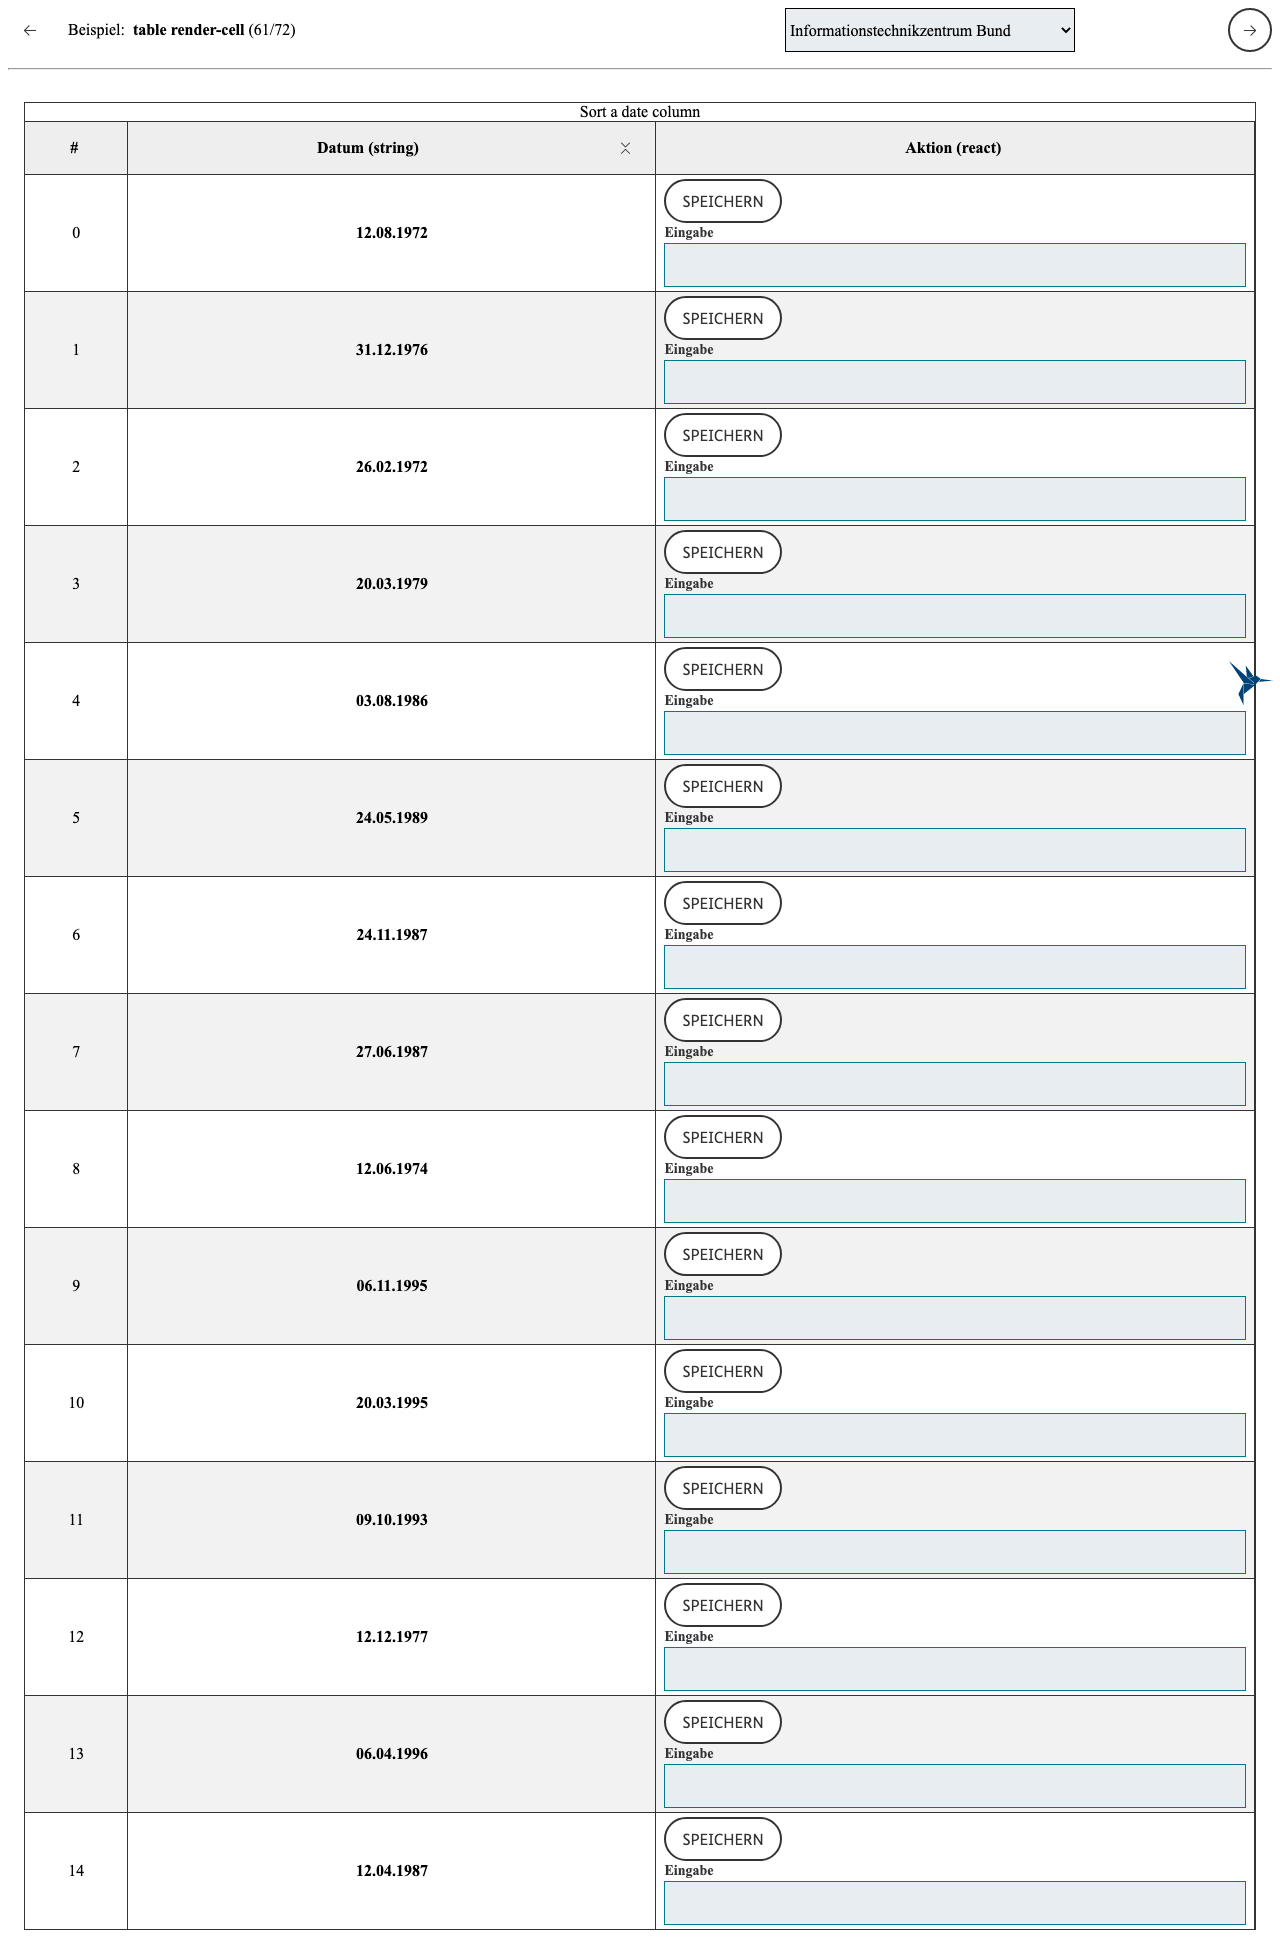 Beispiel: table render-cell (61/72)
Informationstechnikzentrum Bund
Sort a date column
# Datum (string) Aktion (react)
SPEICHERN
0 12.08.1972 Eingabe
SPEICHERN
1 31.12.1976 Eingabe
SPEICHERN
2 26.02.1972 Eingabe
SPEICHERN
3 20.03.1979 Eingabe
SPEICHERN
4 03.08.1986 Eingabe
SPEICHERN
5 24.05.1989 Eingabe
SPEICHERN
6 24.11.1987 Eingabe
SPEICHERN
7 27.06.1987 Eingabe
SPEICHERN
8 12.06.1974 Eingabe
SPEICHERN
9 06.11.1995 Eingabe
SPEICHERN
10 20.03.1995 Eingabe
SPEICHERN
11 09.10.1993 Eingabe
SPEICHERN
12 12.12.1977 Eingabe
SPEICHERN
13 06.04.1996 Eingabe
SPEICHERN
14 12.04.1987 Eingabe